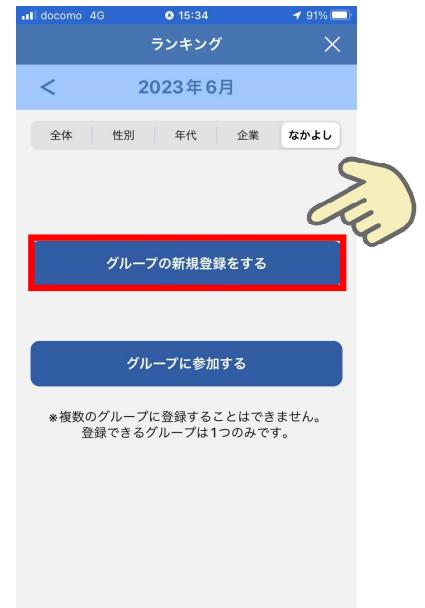 docomo 4G 15:34 91%
ランキング
2023年6月
全体 性別 年代 企業 なかよし
グループの新規登録をする
グループに参加する
※複数のグループに登録することはできません。
登録できるグループは1つのみです。